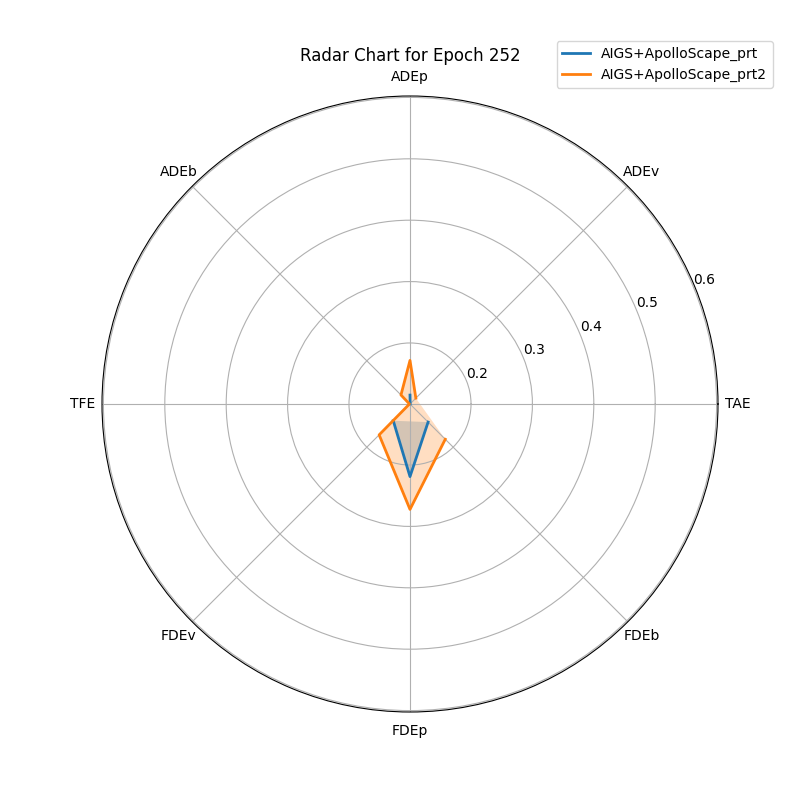 Radar Chart for Epoch 252
AIGS+ApolloScape_prt
AIGS+ApolloScape_prt2
ADEp
ADEb
ADEv
0.6
0.5
0.4
0.3
0.2
TFE
TAE
FDEv
FDEb
FDEp